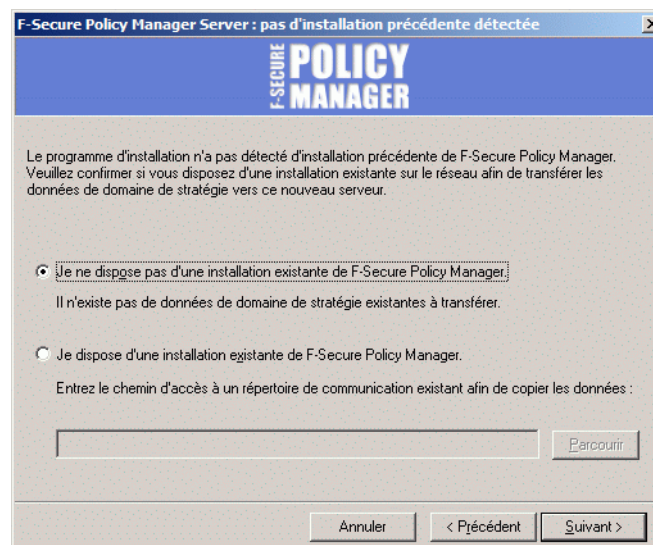 F-Secure Policy Manager Server : pas d'installation précédente détectée
F-SECURE
POLICY
MANAGER
Le programme d'installation n'a pas détecté d'installation précédente de F-Secure Policy Manager.
Veuillez confirmer si vous disposez d'une installation existante sur le réseau afin de transférer les
données de domaine de stratégie vers ce nouveau serveur.
Je ne dispose pas d'une installation existante de F-Secure Policy Manager.
Il n'existe pas de données de domaine de stratégie existantes à transférer.
Je dispose d'une installation existante de F-Secure Policy Manager.
Entrez le chemin d'accès à un répertoire de communication existant afin de copier les données :
Parcourir
Annuler
< Précédent
Suivant >